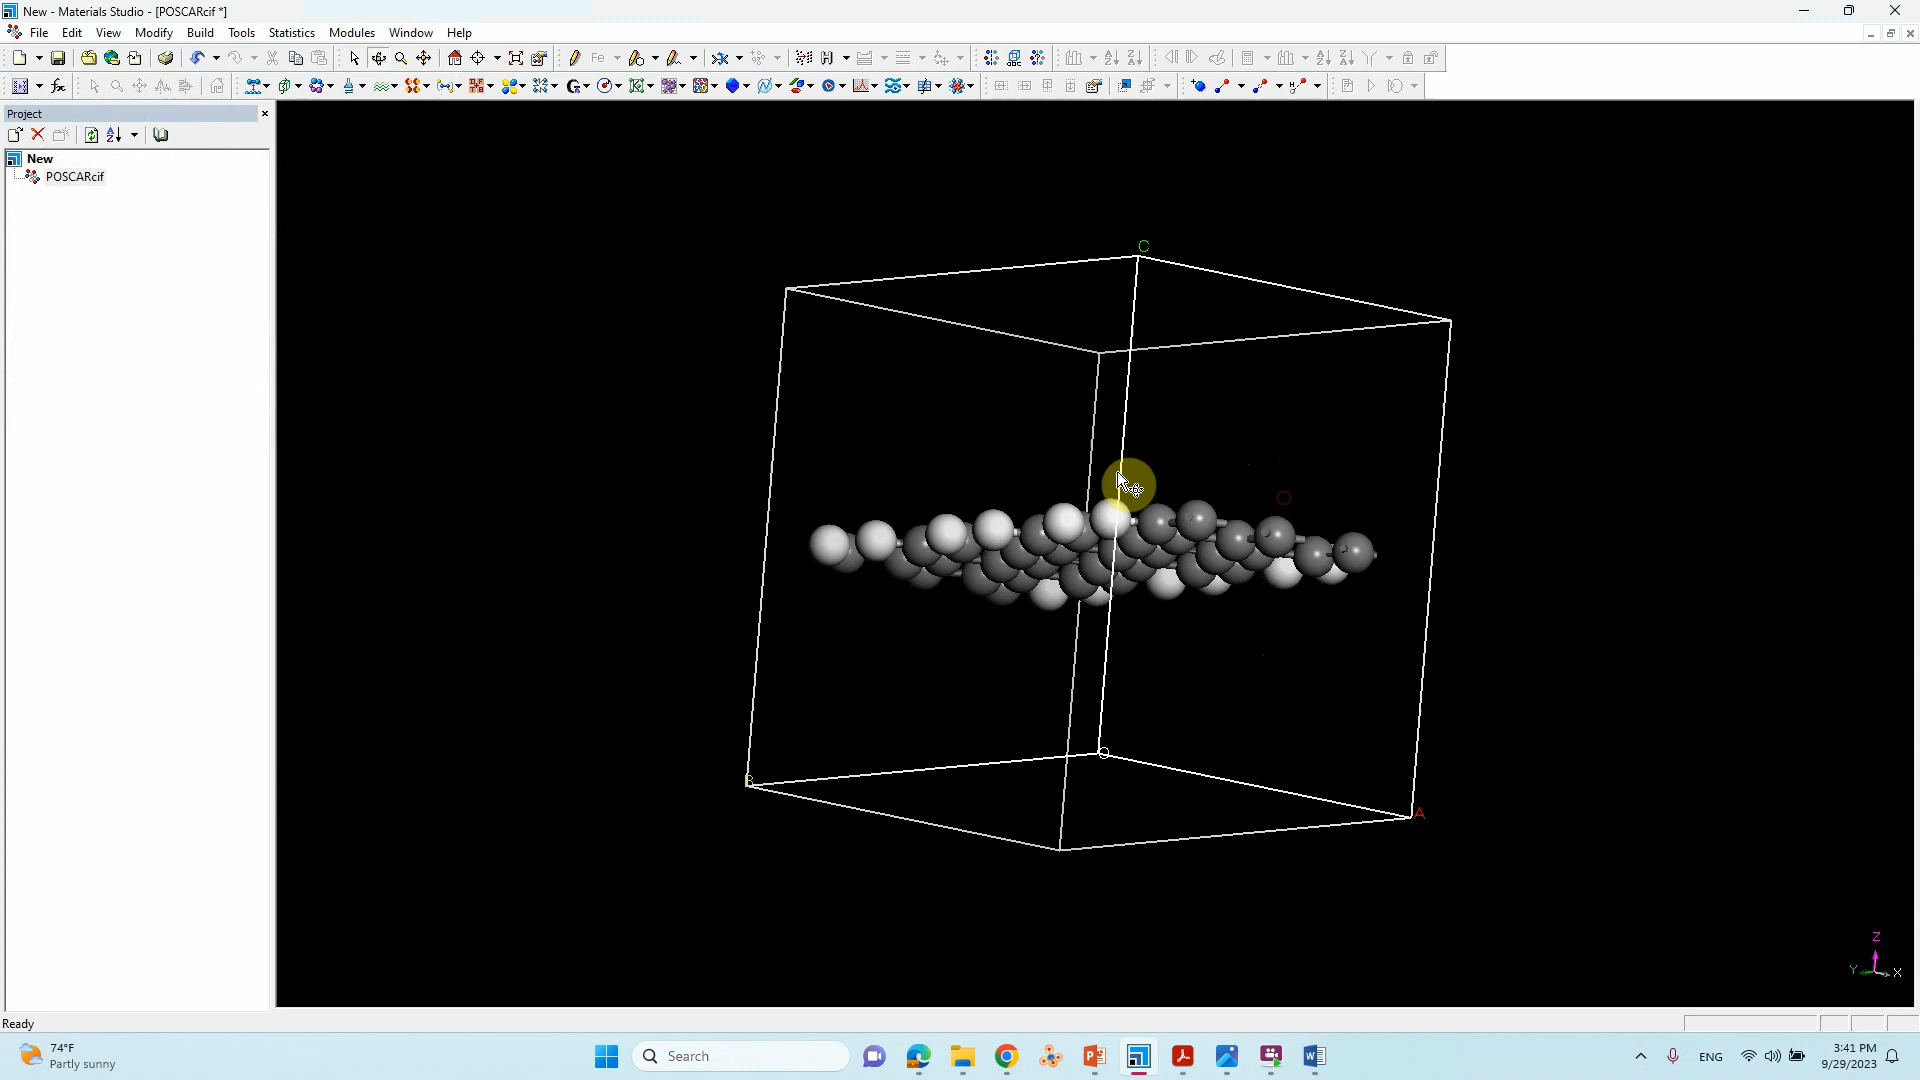 New - Materials Studio - [POSCARcif *]
File Edit View Modify Build Tools Statistics Modules Window Help
Fe
H
Project
New
POSCARcif
C
B
O
A
Z
Y X
Ready
74°F
Partly sunny
Search
ENG
3:41 PM
9/29/2023